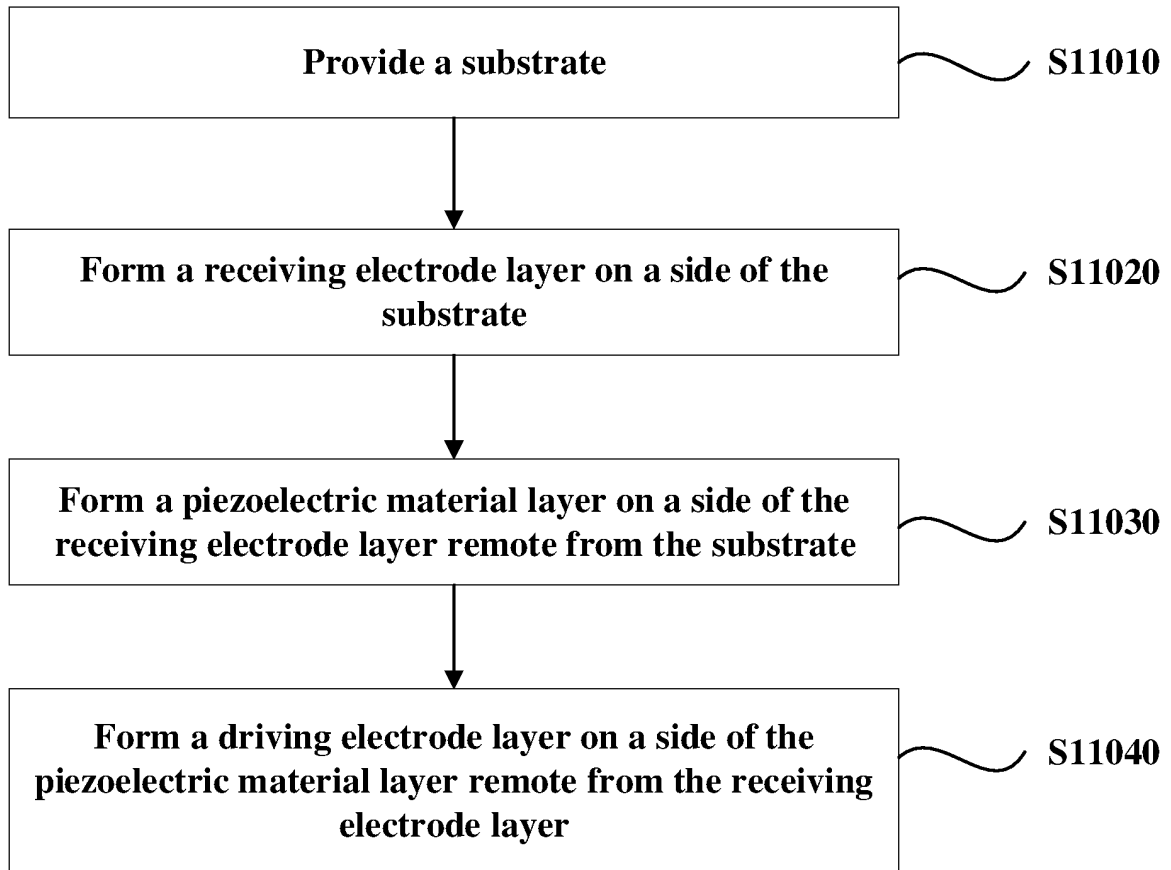 Provide a substrate
S11010
Form a receiving electrode layer on a side of the
substrate
S11020
Form a piezoelectric material layer on a side of the
receiving electrode layer remote from the substrate
S11030
Form a driving electrode layer on a side of the
piezoelectric material layer remote from the receiving
electrode layer
S11040